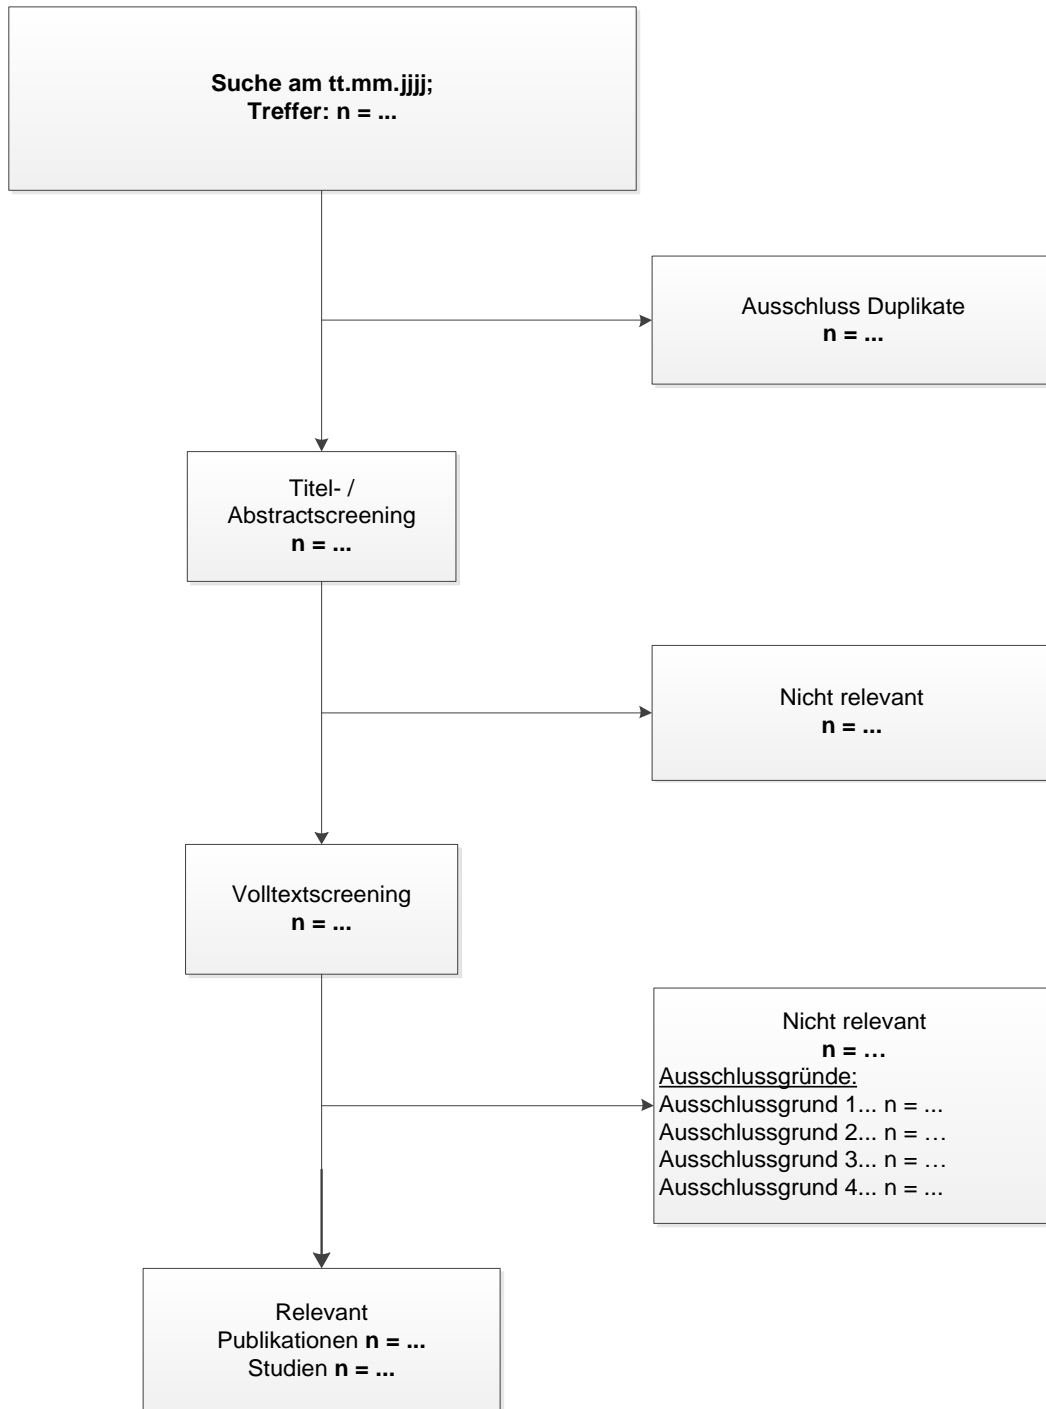 Suche am tt.mm.jjjj;
Treffer: n = ...
Ausschluss Duplikate
n = ...
Titel- /
Abstractscreening
n = ...
Nicht relevant
n = ...
Volltextscreening
n = ...
Nicht relevant
n = …
Ausschlussgründe:
Ausschlussgrund 1... n = ...
Ausschlussgrund 2... n = …
Ausschlussgrund 3... n = …
Ausschlussgrund 4... n = ...
Relevant
Publikationen n = ...
Studien n = ...